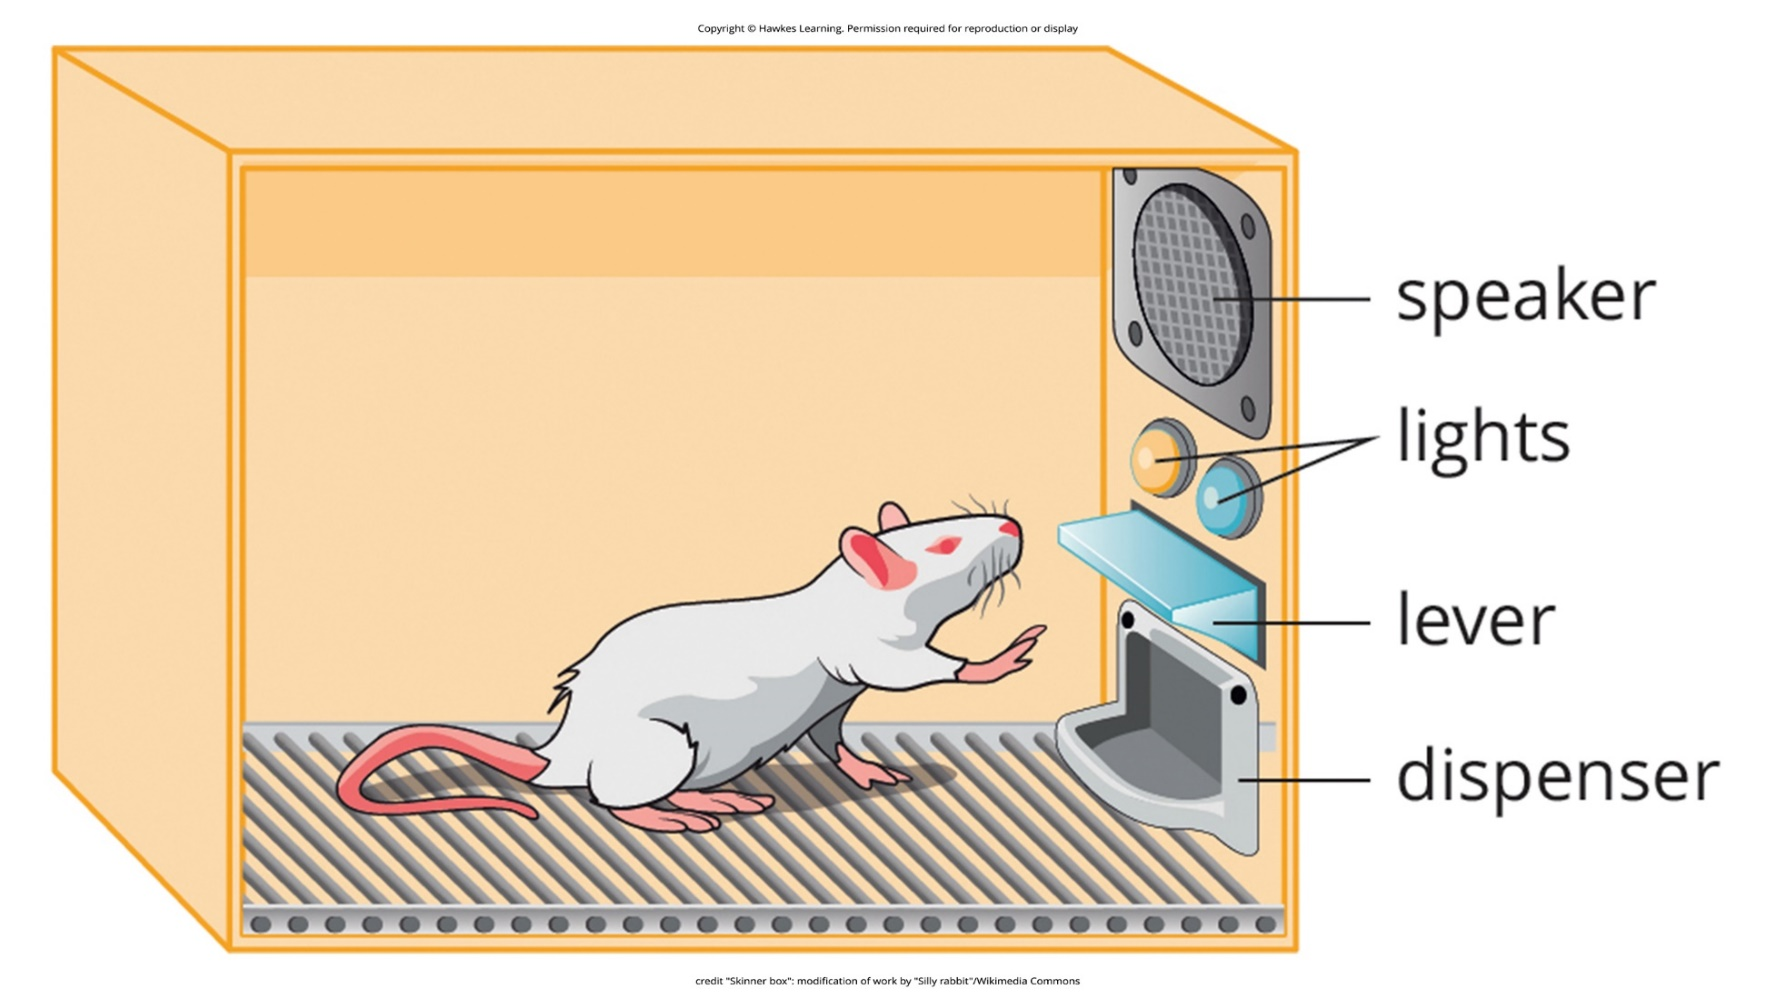 Copyright © Hawkes Learning. Permission required for reproduction or display
speaker
lights
lever
dispenser
credit "Skinner box": modification of work by "Silly rabbit"/Wikimedia Commons